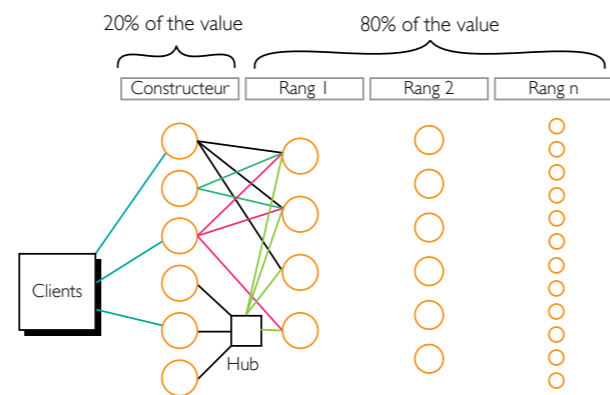 20% of the value
80% of the value
Constructeur
Rang 1
Rang 2
Rang n
Clients
Hub